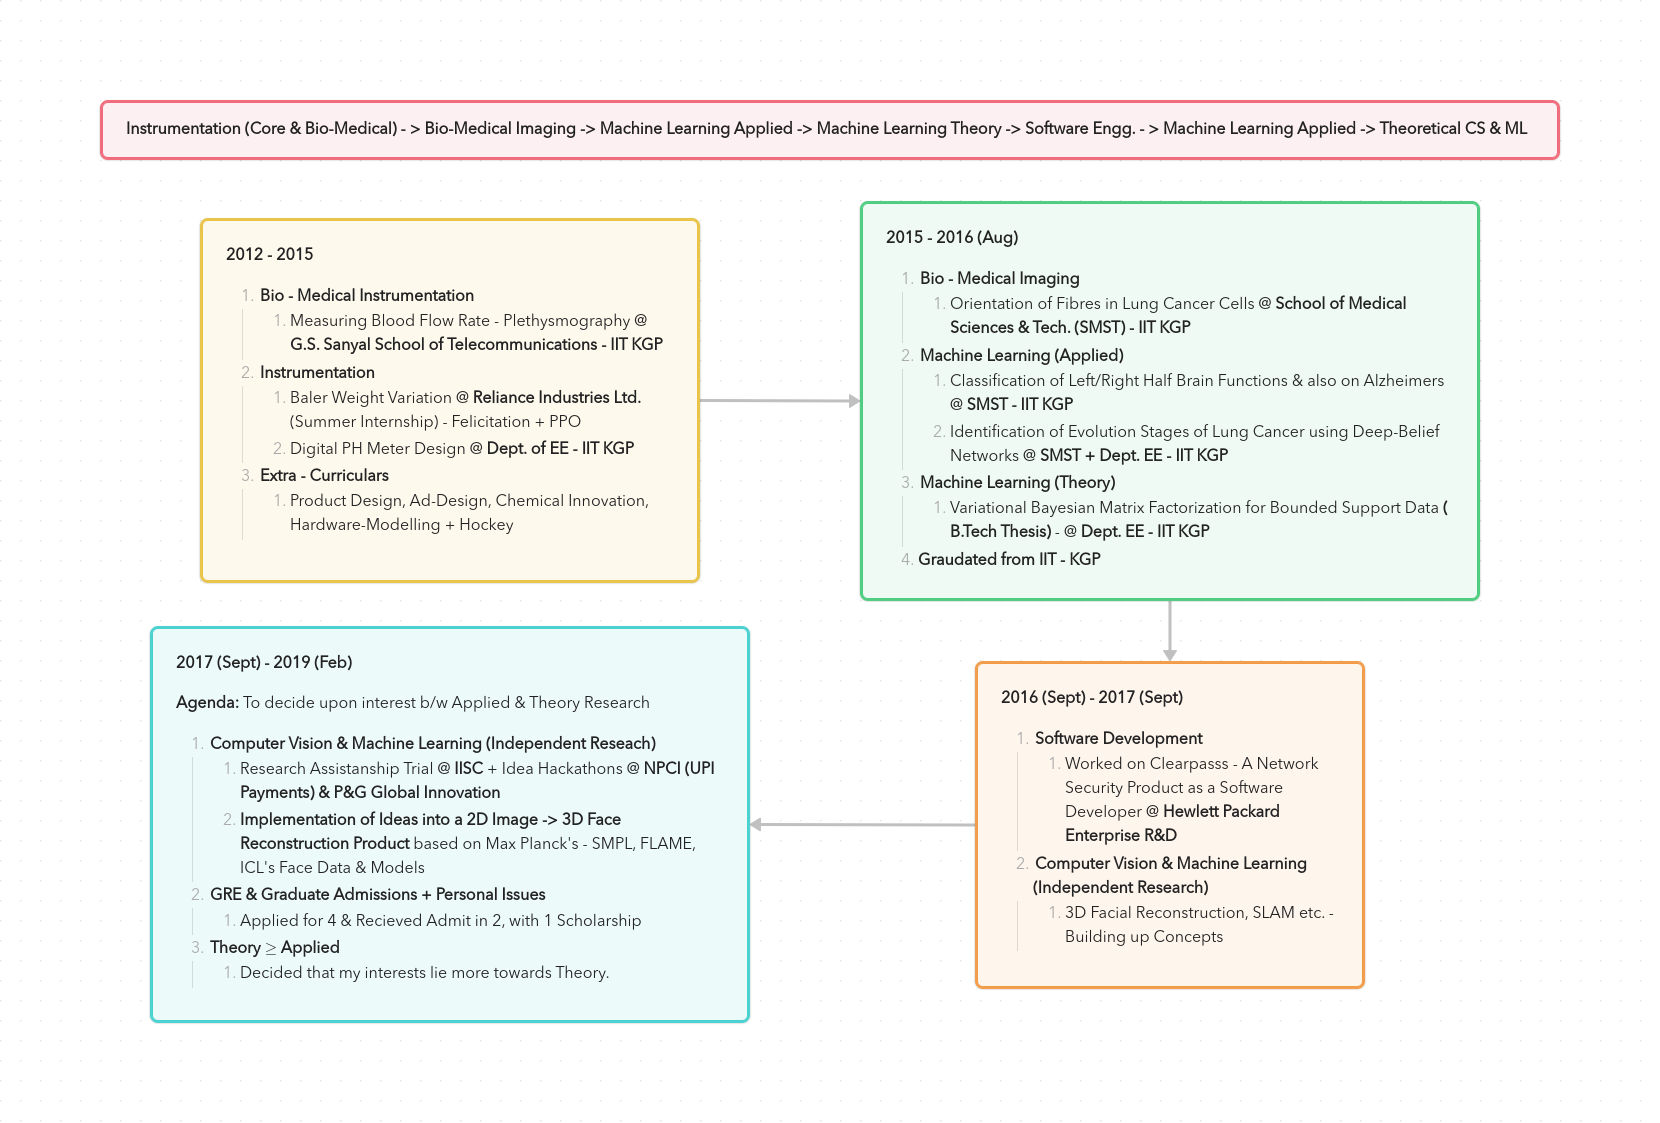 Instrumentation (Core & Bio-Medical) - > Bio-Medical Imaging -> Machine Learning Applied -> Machine Learning Theory -> Software Engg. - > Machine Learning Applied -> Theoretical CS & ML
2012 - 2015
1. Bio - Medical Instrumentation
1. Measuring Blood Flow Rate - Plethysmography @
G.S. Sanyal School of Telecommunications - IIT KGP
2. Instrumentation
1. Baler Weight Variation @ Reliance Industries Ltd.
(Summer Internship) - Felicitation + PPO
2. Digital PH Meter Design @ Dept. of EE - IIT KGP
3. Extra - Curriculars
1. Product Design, Ad-Design, Chemical Innovation,
Hardware-Modelling + Hockey
2015 - 2016 (Aug)
1. Bio - Medical Imaging
1. Orientation of Fibres in Lung Cancer Cells @ School of Medical
Sciences & Tech. (SMST) - IIT KGP
2. Machine Learning (Applied)
1. Classification of Left/Right Half Brain Functions & also on Alzheimers
@ SMST - IIT KGP
2. Identification of Evolution Stages of Lung Cancer using Deep-Belief
Networks @ SMST + Dept. EE - IIT KGP
3. Machine Learning (Theory)
1. Variational Bayesian Matrix Factorization for Bounded Support Data (
B.Tech Thesis) - @ Dept. EE - IIT KGP
4. Graudated from IIT - KGP
2016 (Sept) - 2017 (Sept)
1. Software Development
1. Worked on Clearpasss - A Network
Security Product as a Software
Developer @ Hewlett Packard
Enterprise R&D
2. Computer Vision & Machine Learning
(Independent Research)
1. 3D Facial Reconstruction, SLAM etc. -
Building up Concepts
2017 (Sept) - 2019 (Feb)
Agenda: To decide upon interest b/w Applied & Theory Research
1. Computer Vision & Machine Learning (Independent Reseach)
1. Research Assistanship Trial @ IISC + Idea Hackathons @ NPCI (UPI
Payments) & P&G Global Innovation
2. Implementation of Ideas into a 2D Image -> 3D Face
Reconstruction Product based on Max Planck's - SMPL, FLAME,
ICL's Face Data & Models
2. GRE & Graduate Admissions + Personal Issues
1. Applied for 4 & Recieved Admit in 2, with 1 Scholarship
3. Theory ≥ Applied
1. Decided that my interests lie more towards Theory.